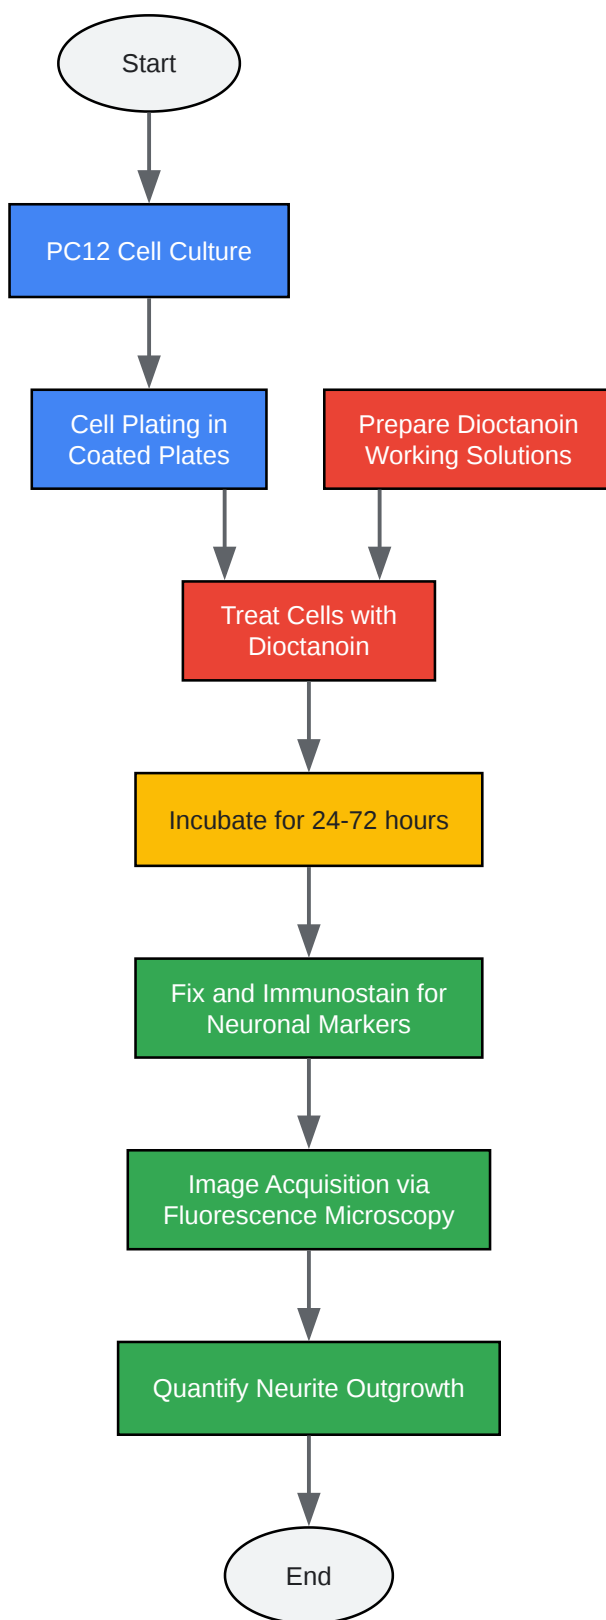 Start
PC12 Cell Culture
Cell Plating in
Coated Plates
Prepare Dioctanoin
Working Solutions
Treat Cells with
Dioctanoin
Incubate for 24-72 hours
Fix and Immunostain for
Neuronal Markers
Image Acquisition via
Fluorescence Microscopy
Quantify Neurite Outgrowth
End